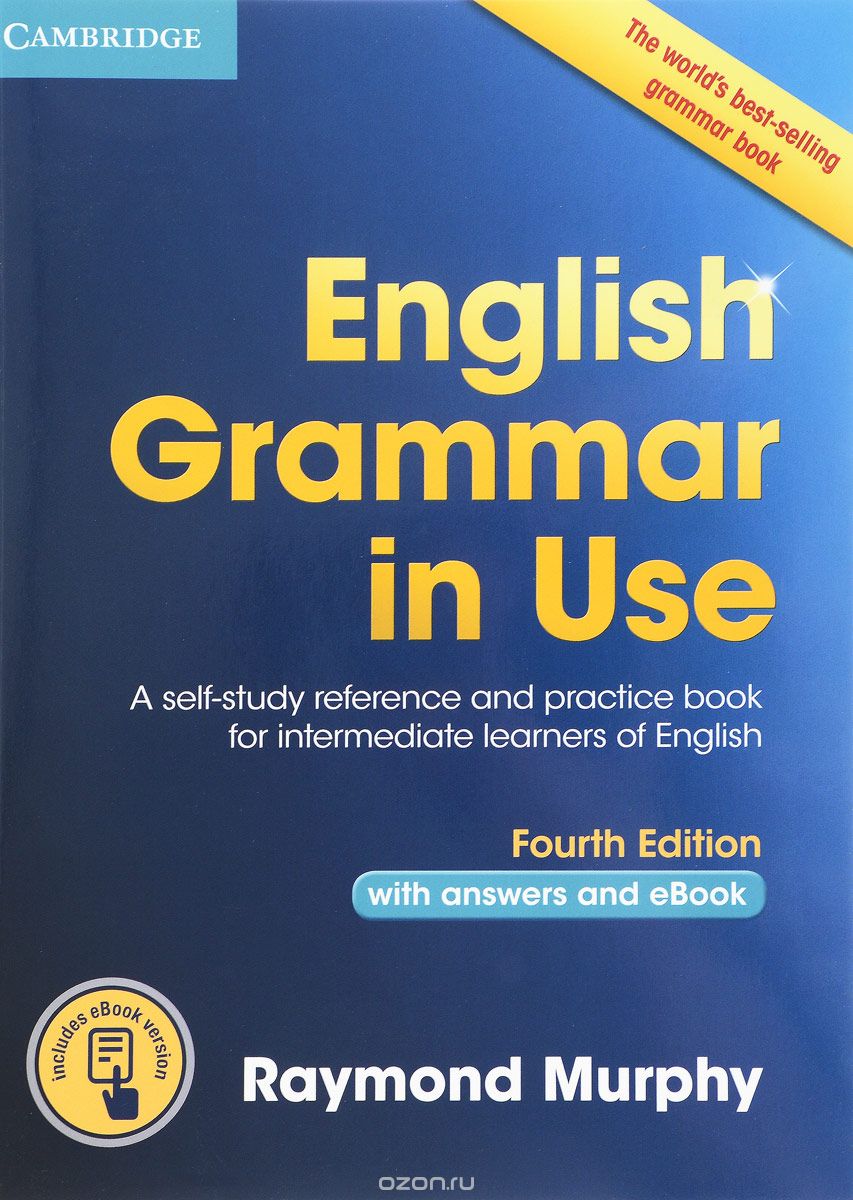 CAMBRIDGE
The world's best-selling
grammar book
English
Grammar
in Use
A self-study reference and practice book
for intermediate learners of English
Fourth Edition
with answers and eBook
includes eBook version
Raymond Murphy
ozon.ru